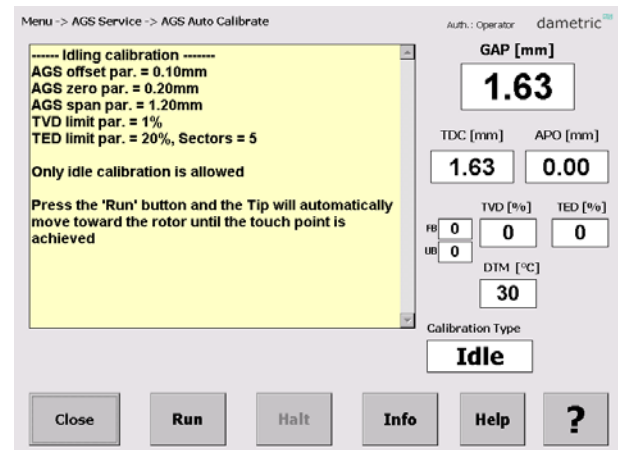 Menu -> AGS Service -> AGS Auto Calibrate
Auth.: Operator
dametric
------ Idling calibration -------
AGS offset par. = 0.10mm
AGS zero par. = 0.20mm
AGS span par. = 1.20mm
TVD limit par. = 1%
TED limit par. = 20%, Sectors = 5
Only idle calibration is allowed
Press the 'Run' button and the Tip will automatically
move toward the rotor until the touch point is
achieved
GAP [mm]
1.63
TDC [mm] APO [mm]
1.63 0.00
TVD [%] TED [%]
FB 0 0 0
UB 0
DTM [°C]
30
Calibration Type
Idle
Close Run Halt Info Help ?